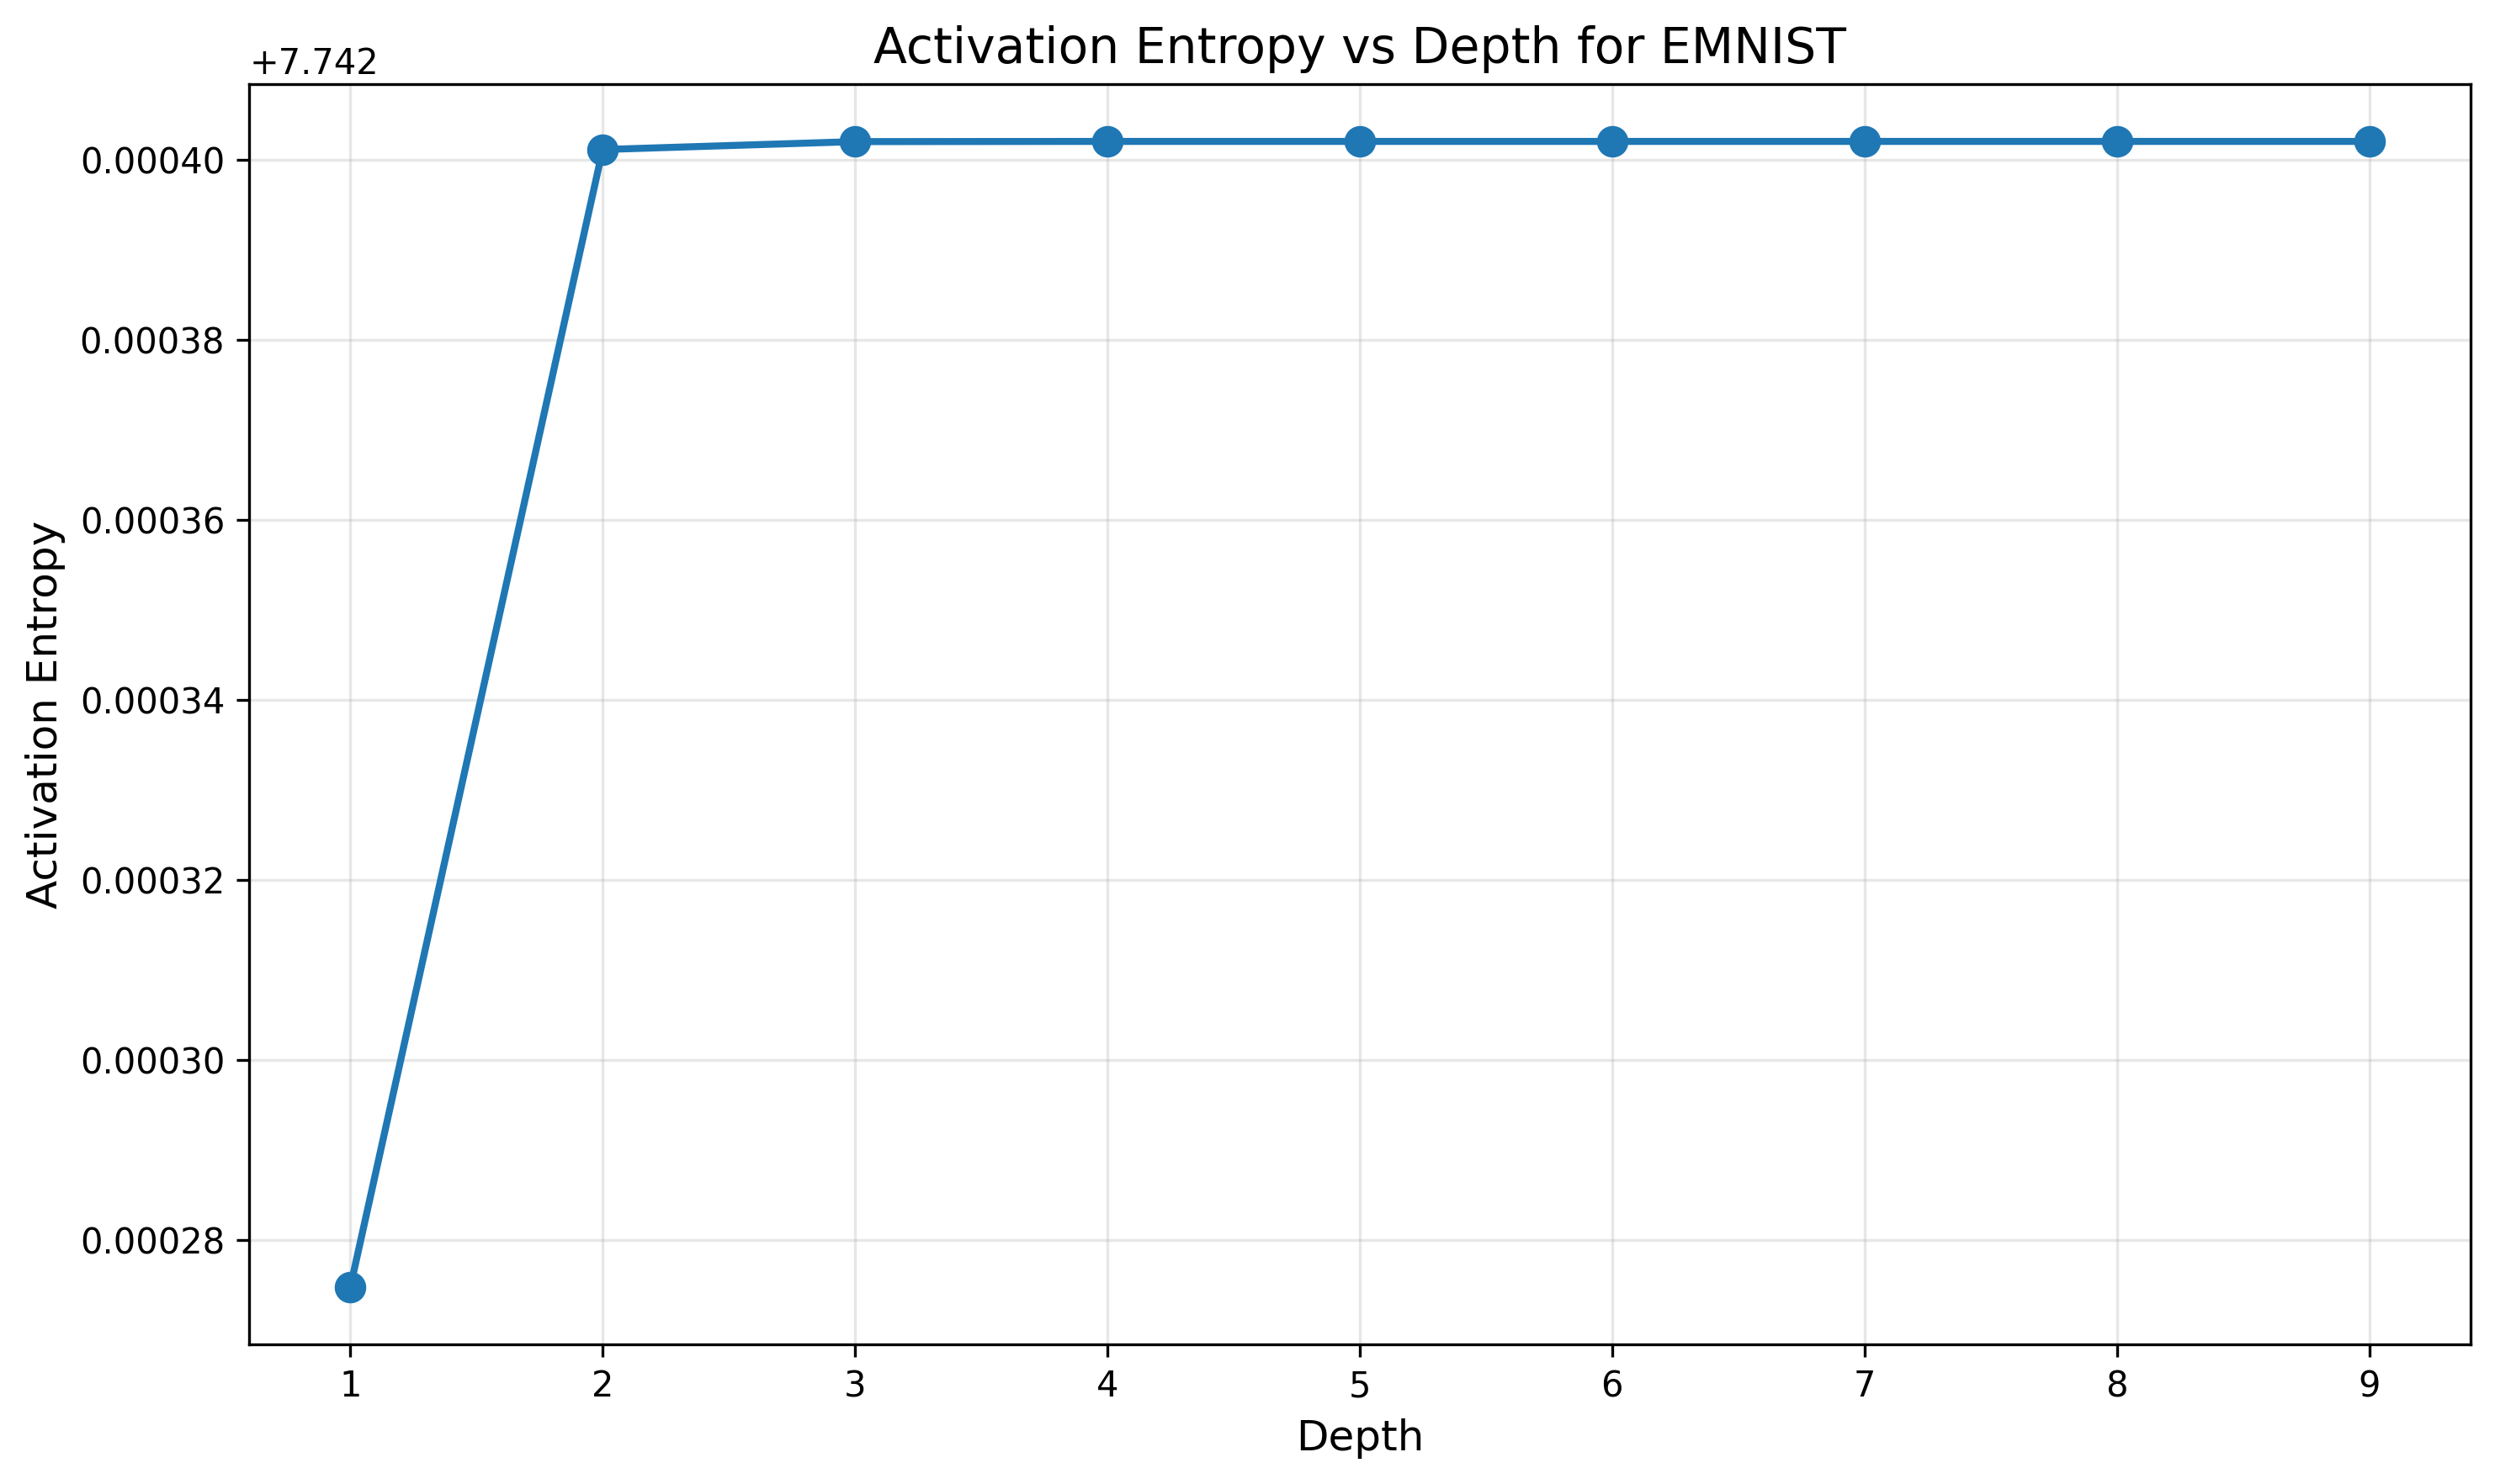 Activation Entropy vs Depth for EMNIST
+7.742
0.00040
0.00038
0.00036
0.00034
0.00032
0.00030
0.00028
Activation Entropy
1 2 3 4 5 6 7 8 9
Depth